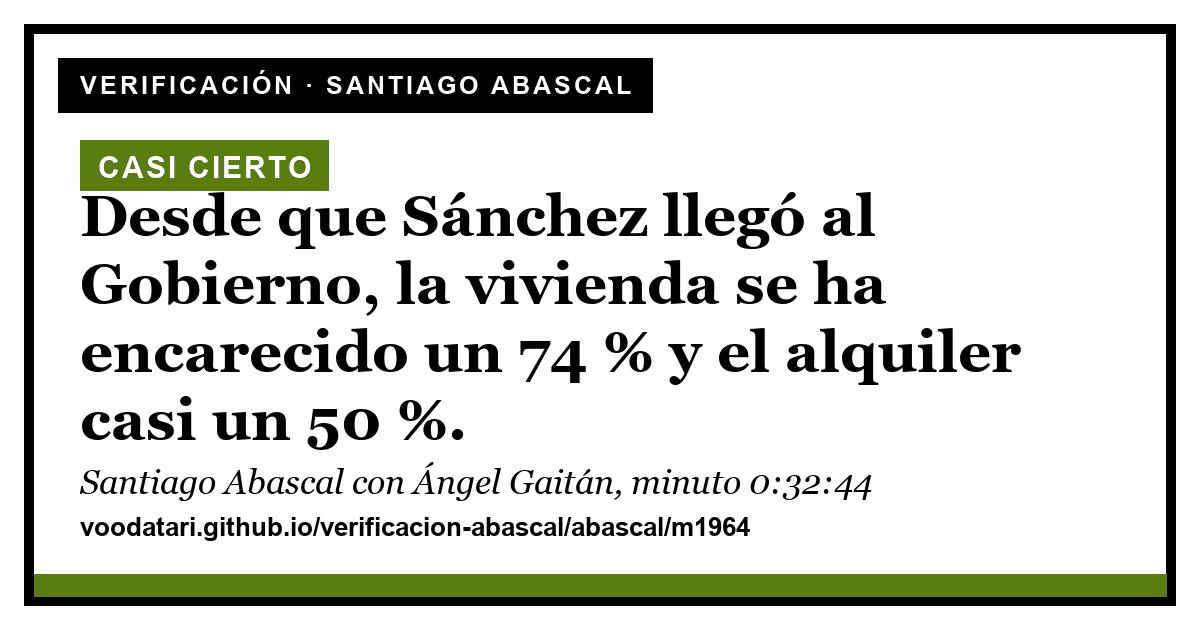 VERIFICACIÓN · SANTIAGO ABASCAL
CASI CIERTO
Desde que Sánchez llegó al
Gobierno, la vivienda se ha
encarecido un 74 % y el alquiler
casi un 50 %.
Santiago Abascal con Ángel Gaitán, minuto 0:32:44
voodatari.github.io/verificacion-abascal/abascal/m1964